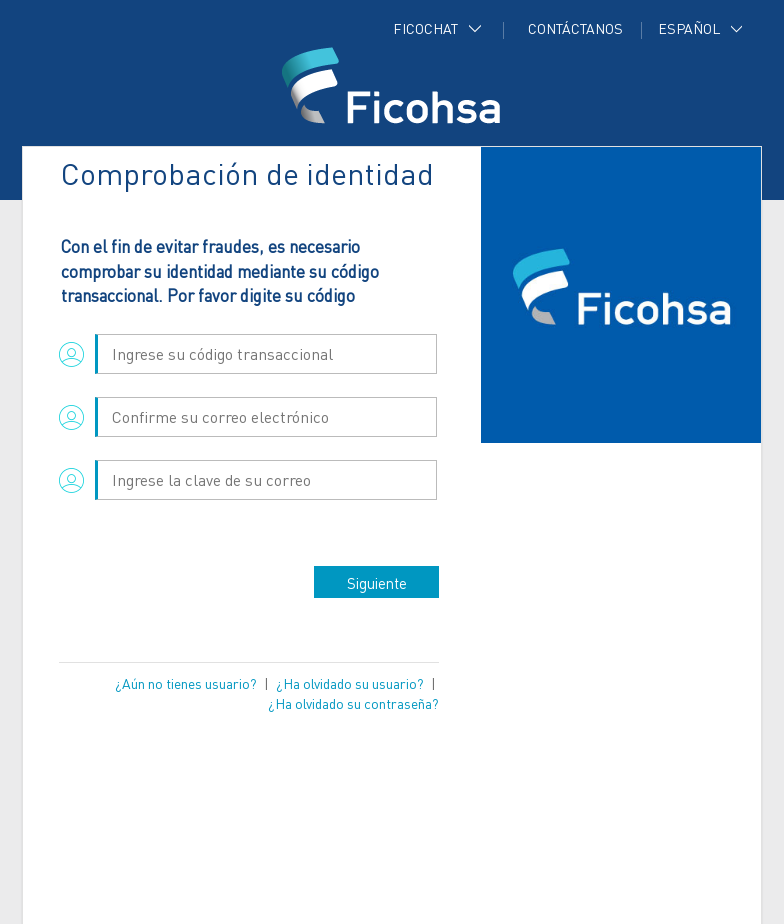 FICOCHAT CONTÁCTANOS ESPAÑOL
Ficohsa
Comprobación de identidad
Con el fin de evitar fraudes, es necesario
comprobar su identidad mediante su código
transaccional. Por favor digite su código
Ficohsa
Ingrese su código transaccional
Confirme su correo electrónico
Ingrese la clave de su correo
Siguiente
¿Aún no tienes usuario? | ¿Ha olvidado su usuario? |
¿Ha olvidado su contraseña?